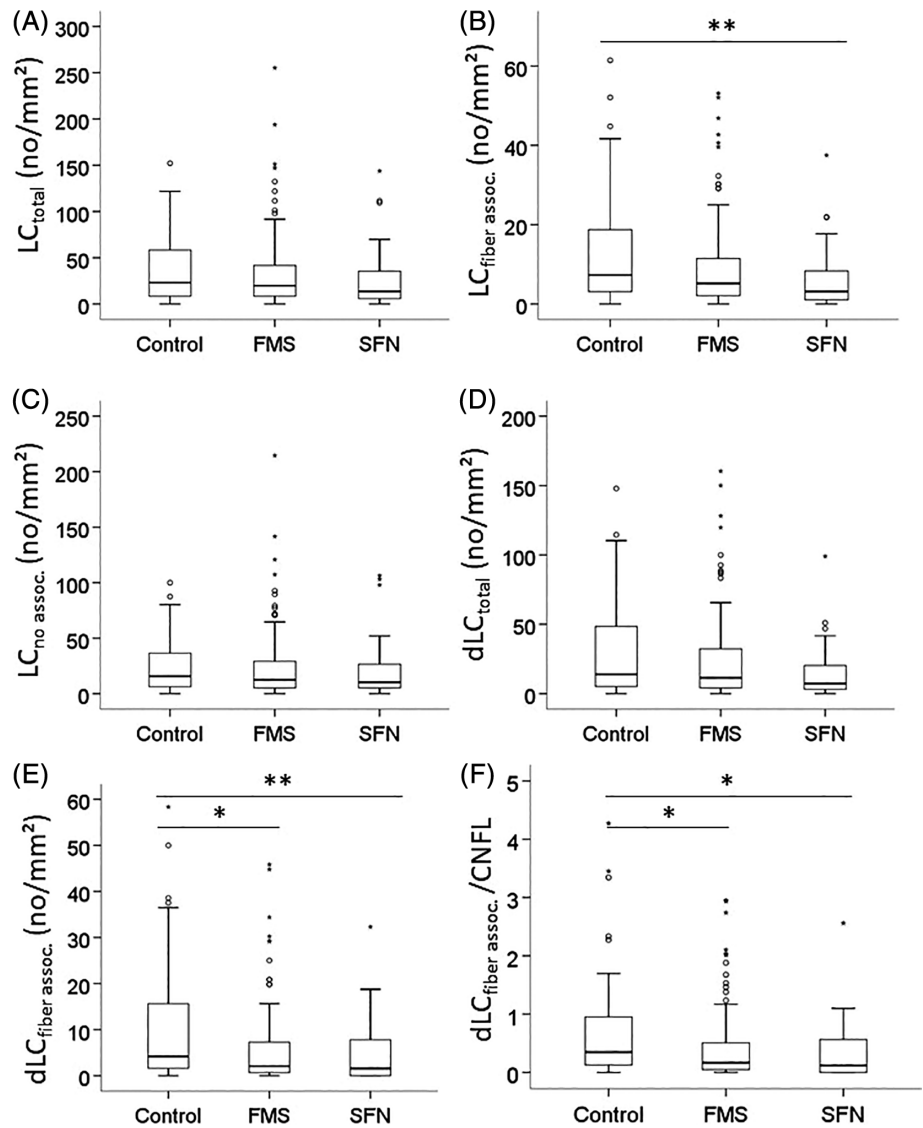 (A)
LCtotal (no/mm²)
300
250
200
150
100
50
0
Control FMS SFN
(B)
**
LCfiber assoc. (no/mm²)
60
40
20
0
Control FMS SFN
(C)
LCno assoc. (no/mm²)
250
200
150
100
50
0
Control FMS SFN
(D)
dLCtotal (no/mm²)
200
150
100
50
0
Control FMS SFN
(E)
**
*
dLCfiber assoc. (no/mm²)
60
50
40
30
20
10
0
Control FMS SFN
(F)
*
*
dLCfiber assoc./CNFL
5
4
3
2
1
0
Control FMS SFN